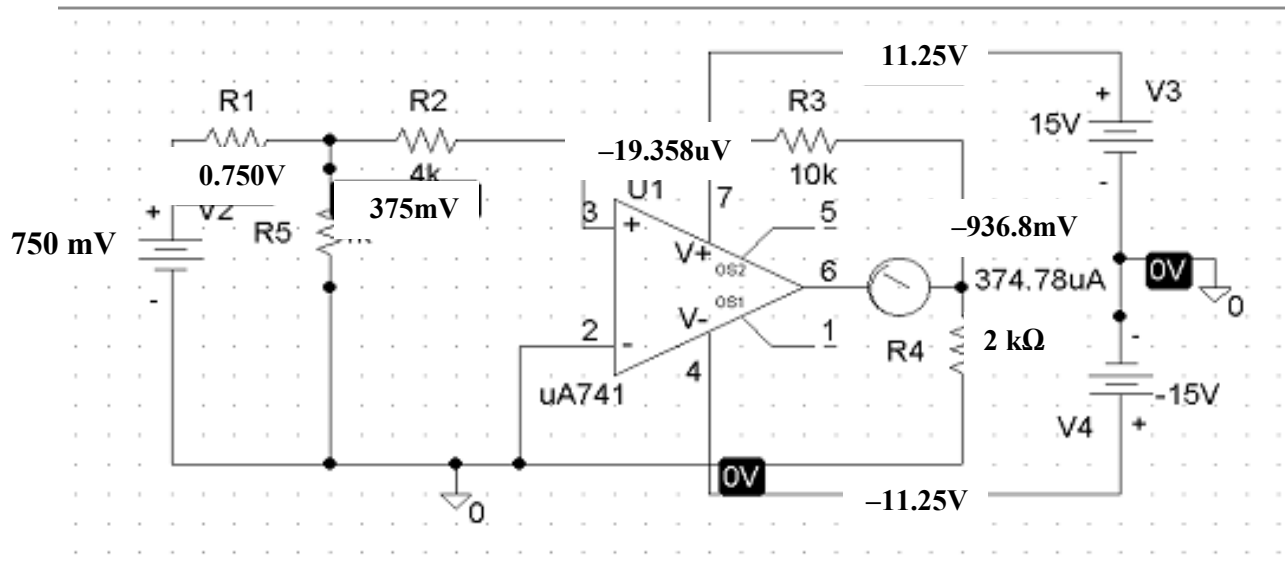 11.25V
R1 R2 R3 + V3
15V
–19.358uV
0.750V 4k 10k -
U1 7
+ 375mV 3 + 5
V2 R5
750 mV –936.8mV
V+ OS2 6 374.78uA 0V 0
- OS1
V- 1 -
2 - R4 2 kΩ
4
uA741 -15V
V4 +
0V
0 –11.25V